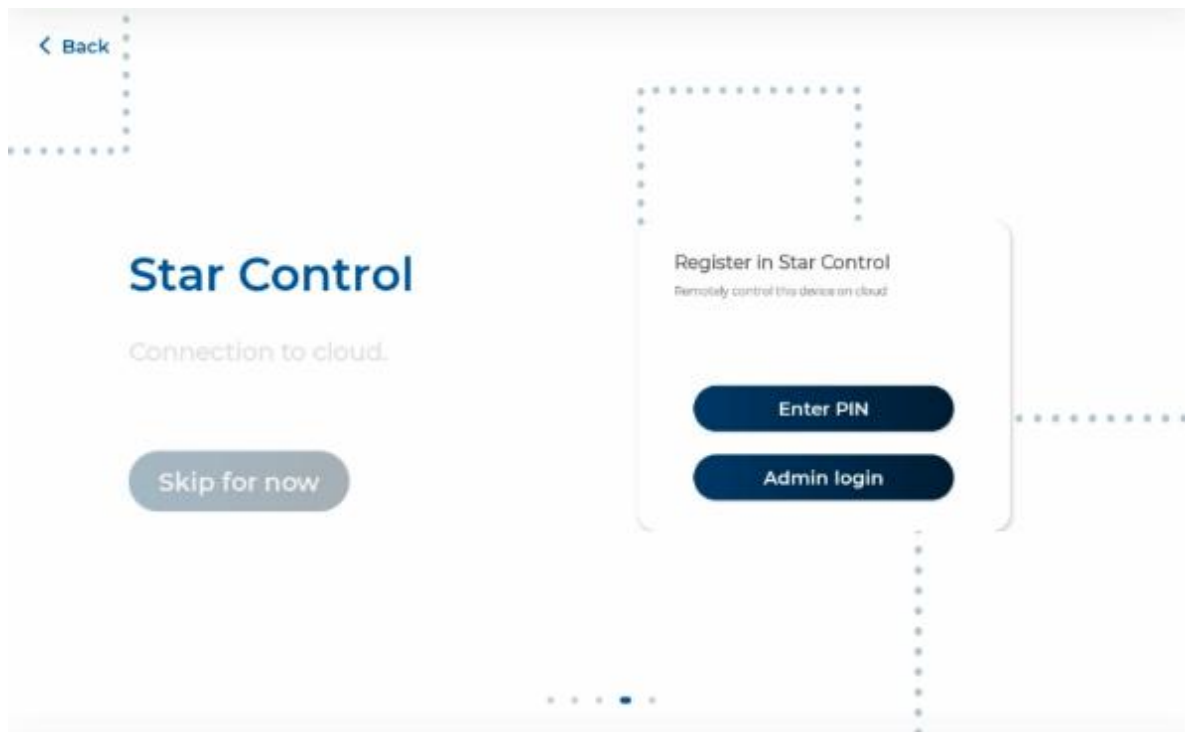 Back
Star Control
Connection to cloud.
Skip for now
Register in Star Control
Remotely control this device on cloud
Enter PIN
Admin login